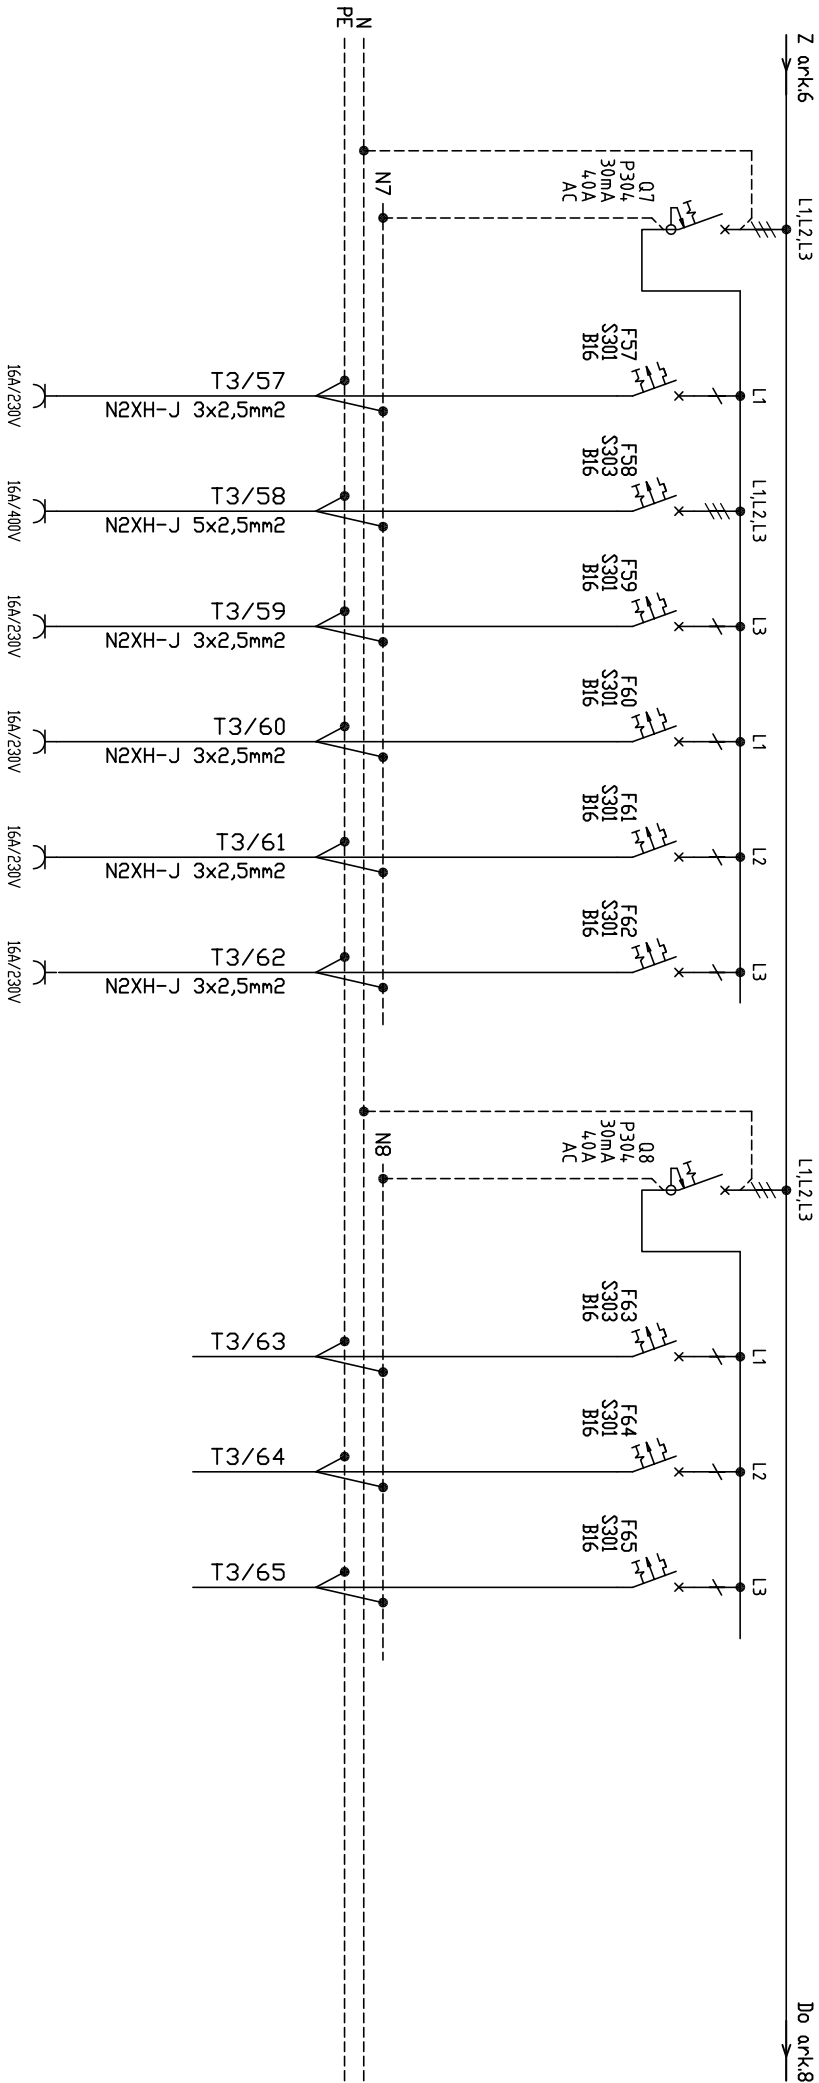 Z ark.6
Do ark.8
L1,L2,L3
Q7
P304
30mA
40A
AC
N7
N
PE
L1
F57
S301
B16
T3/57
N2XH-J 3x2,5mm2
16A/230V
L1,L2,L3
F58
S303
B16
T3/58
N2XH-J 5x2,5mm2
16A/400V
L3
F59
S301
B16
T3/59
N2XH-J 3x2,5mm2
16A/230V
L1
F60
S301
B16
T3/60
N2XH-J 3x2,5mm2
16A/230V
L2
F61
S301
B16
T3/61
N2XH-J 3x2,5mm2
16A/230V
L3
F62
S301
B16
T3/62
N2XH-J 3x2,5mm2
16A/230V
L1,L2,L3
Q8
P304
30mA
40A
AC
N8
L1
F63
S303
B16
T3/63
L2
F64
S301
B16
T3/64
L3
F65
S301
B16
T3/65